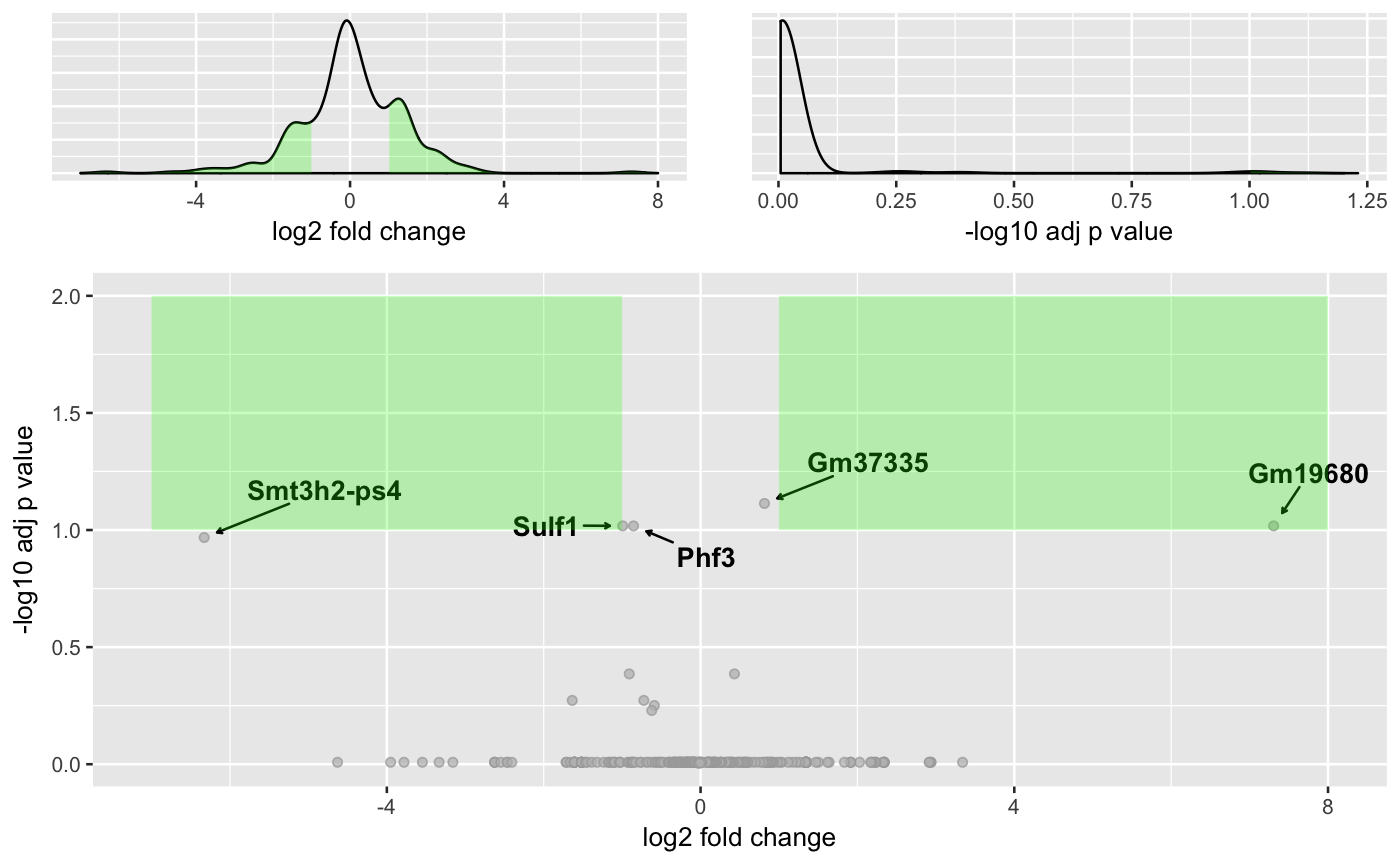 -4 0 4 8
log2 fold change
0.00 0.25 0.50 0.75 1.00 1.25
-log10 adj p value
2.0
1.5
1.0
0.5
0.0
-log10 adj p value
Gm37335
Gm19680
Smt3h2-ps4
Sulf1
Phf3
-4 0 4 8
log2 fold change